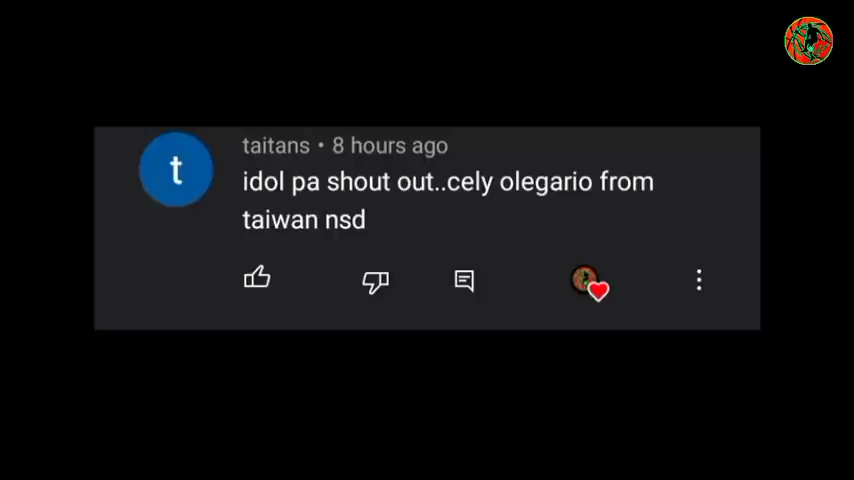 t
taitans • 8 hours ago
idol pa shout out..cely olegario from
taiwan nsd